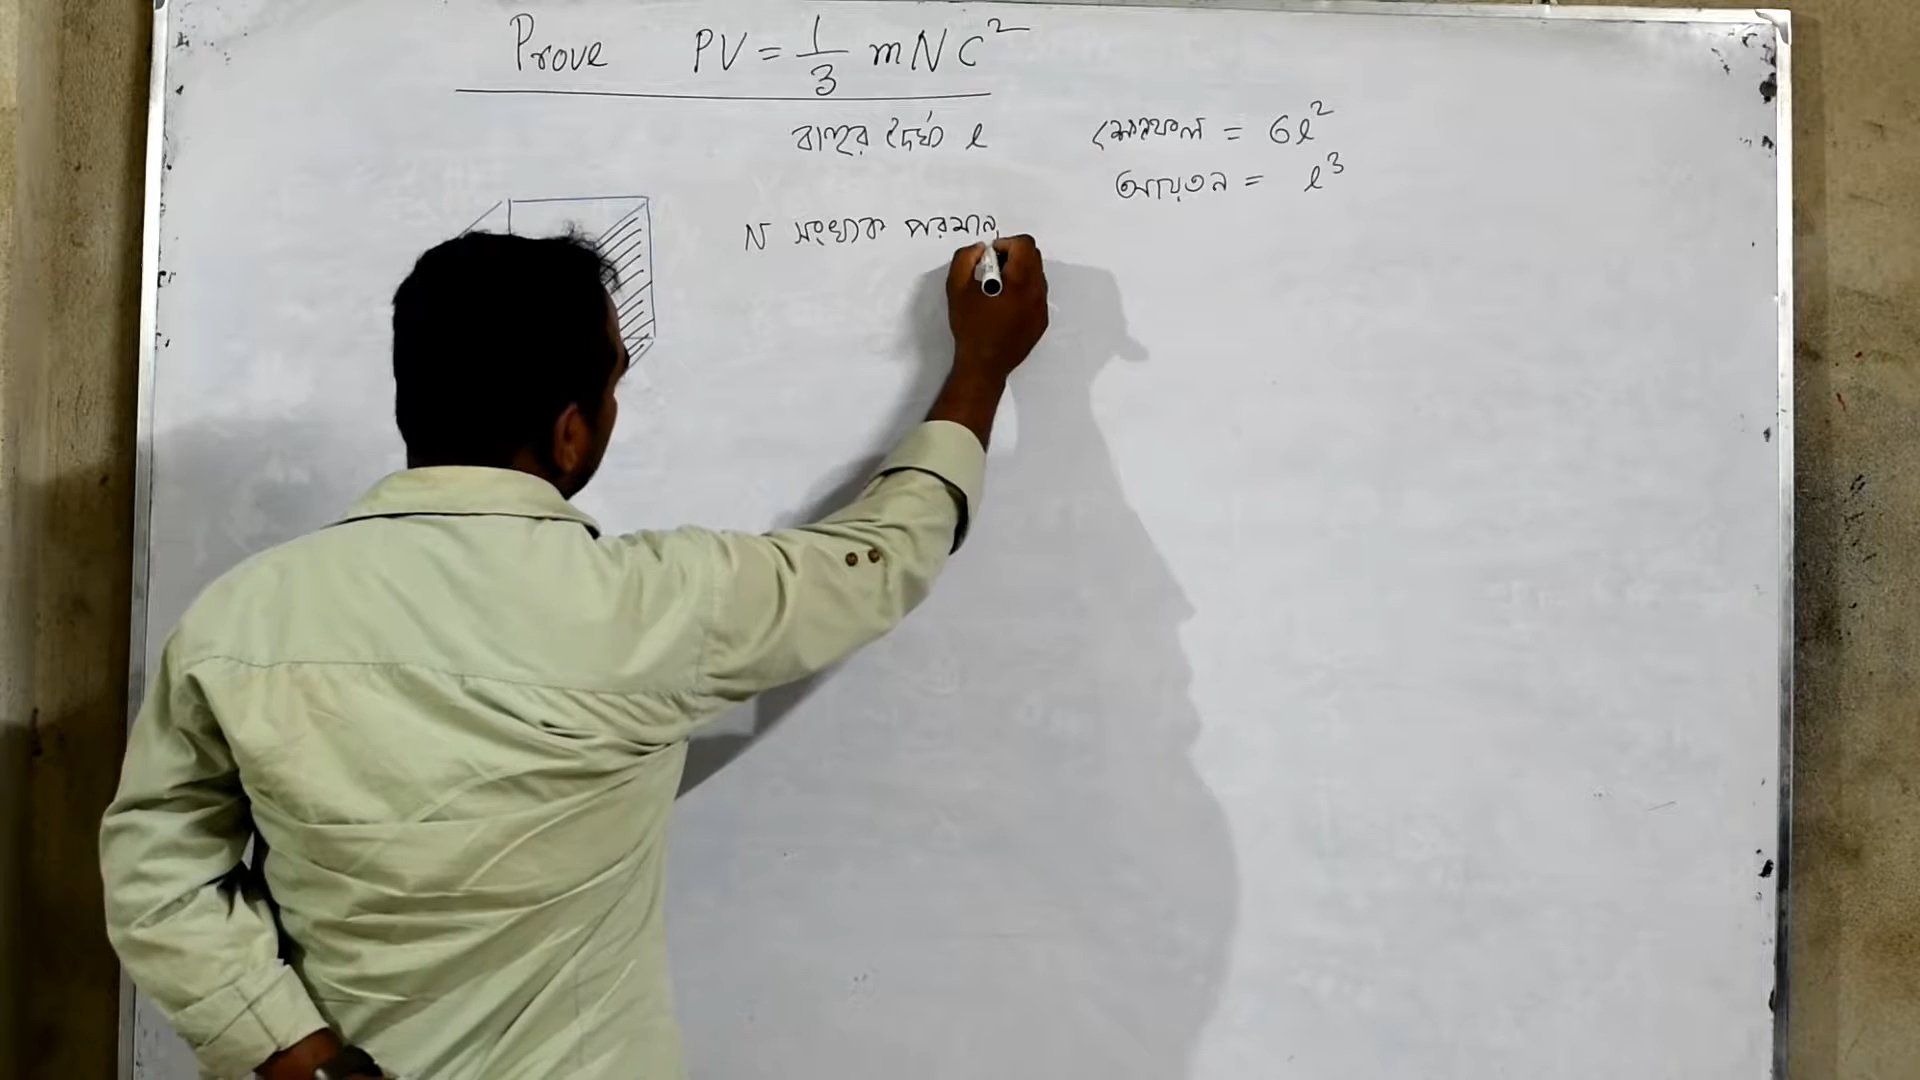 Prove PV = 1/3 mNC²
বাহুর দৈর্ঘ্য l
ক্ষেত্রফল = 6l²
আয়তন = l³
N সংখ্যক পরমানু